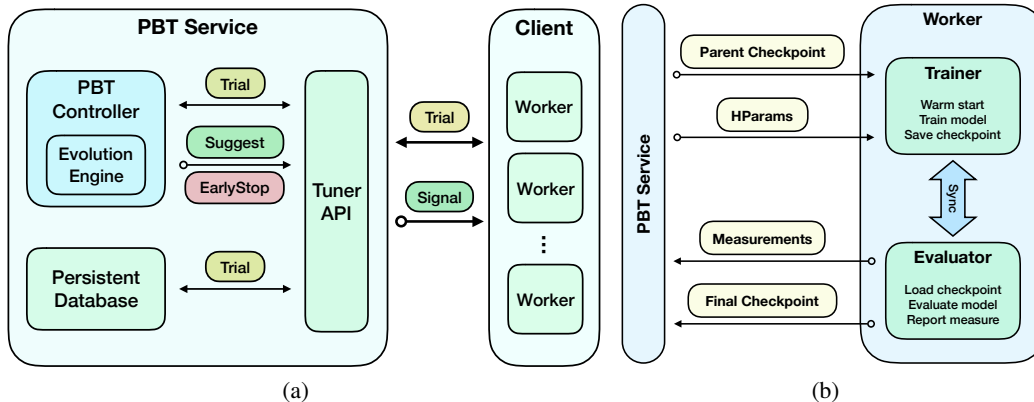 PBT Service
PBT
Controller
Evolution
Engine
Trial
Suggest
EarlyStop
Persistent
Database
Trial
Tuner
API
Trial
Signal
Client
Worker
Worker
...
Worker
(a)
PBT Service
Parent Checkpoint
HParams
Measurements
Final Checkpoint
Worker
Trainer
Warm start
Train model
Save checkpoint
Sync
Evaluator
Load checkpoint
Evaluate model
Report measure
(b)